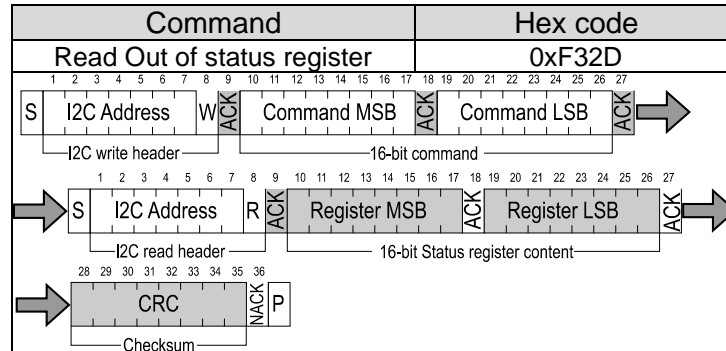 Command Hex code
Read Out of status register 0xF32D
1 2 3 4 5 6 7 8 9 10 11 12 13 14 15 16 17 18 19 20 21 22 23 24 25 26 27
S I2C Address W ACK Command MSB ACK Command LSB ACK
I2C write header 16-bit command
1 2 3 4 5 6 7 8 9 10 11 12 13 14 15 16 17 18 19 20 21 22 23 24 25 26 27
S I2C Address R ACK Register MSB ACK Register LSB ACK
I2C read header 16-bit Status register content
28 29 30 31 32 33 34 35 36
CRC NACK P
Checksum